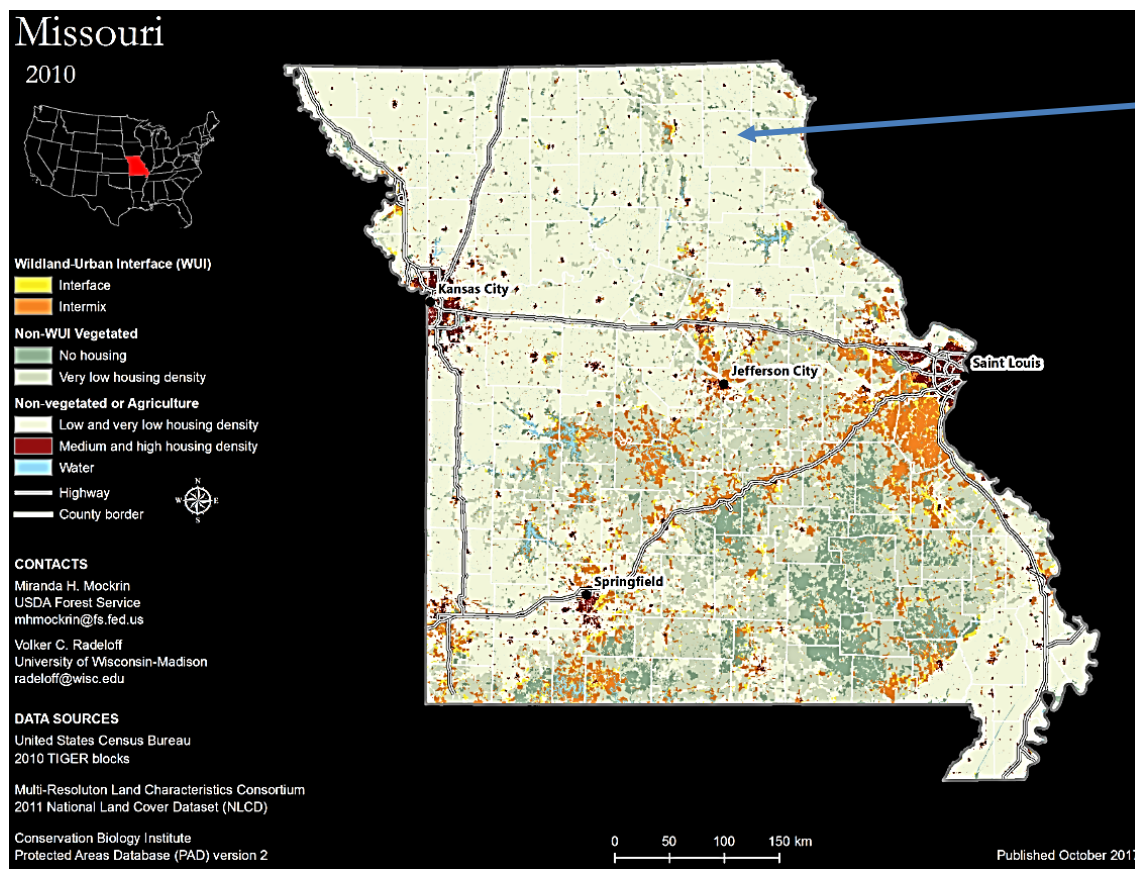 Missouri
2010
Wildland-Urban Interface (WUI)
Interface
Intermix
Non-WUI Vegetated
No housing
Very low housing density
Non-vegetated or Agriculture
Low and very low housing density
Medium and high housing density
Water
Highway
County border
N
W E
S
CONTACTS
Miranda H. Mockrin
USDA Forest Service
mhmockrin@fs.fed.us
Volker C. Radeloff
University of Wisconsin-Madison
radeloff@wisc.edu
DATA SOURCES
United States Census Bureau
2010 TIGER blocks
Multi-Resoluton Land Characteristics Consortium
2011 National Land Cover Dataset (NLCD)
Conservation Biology Institute
Protected Areas Database (PAD) version 2
Kansas City
Saint Louis
Jefferson City
Springfield
0 50 100 150 km
Published October 2017